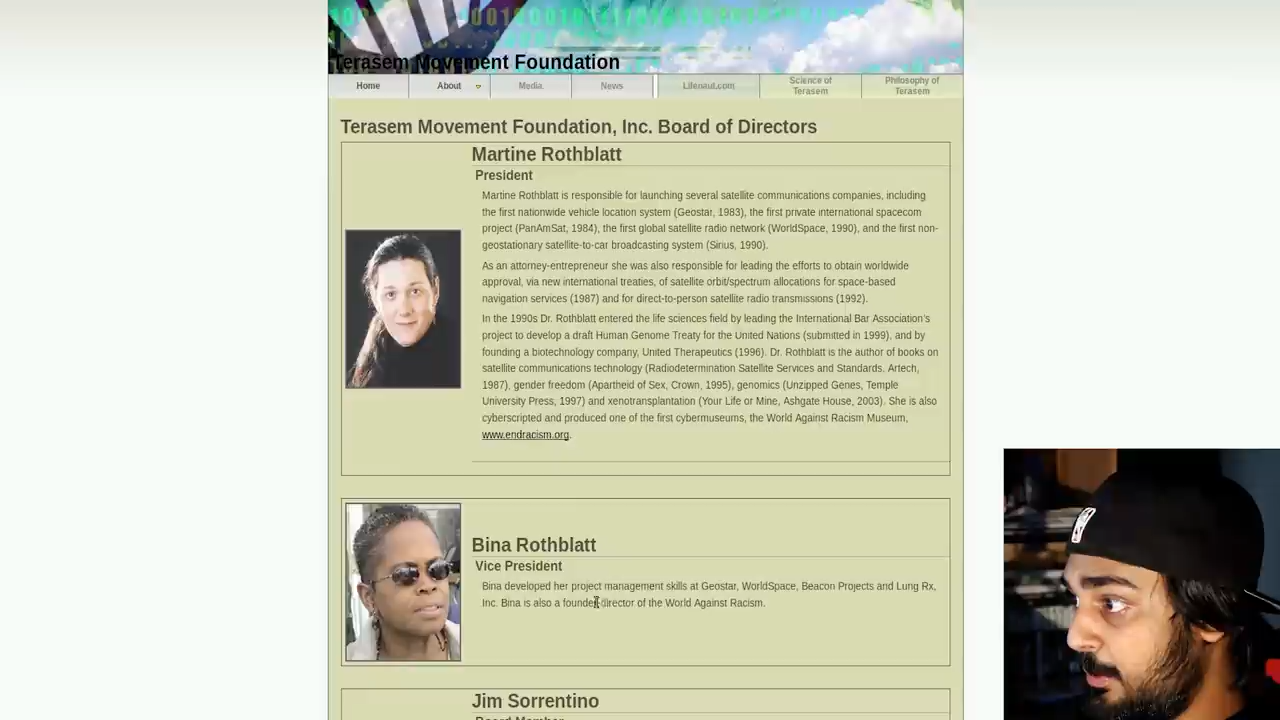 Terasem Movement Foundation
Home
About
Media
News
Lifenaut.com
Science of
Terasem
Philosophy of
Terasem
Terasem Movement Foundation, Inc. Board of Directors
Martine Rothblatt
President
Martine Rothblatt is responsible for launching several satellite communications companies, including
the first nationwide vehicle location system (Geostar, 1983), the first private international spacecom
project (PanAmSat, 1984), the first global satellite radio network (WorldSpace, 1990), and the first non-
geostationary satellite-to-car broadcasting system (Sirius, 1990).
As an attorney-entrepreneur she was also responsible for leading the efforts to obtain worldwide
approval, via new international treaties, of satellite orbit/spectrum allocations for space-based
navigation services (1987) and for direct-to-person satellite radio transmissions (1992).
In the 1990s Dr. Rothblatt entered the life sciences field by leading the International Bar Association's
project to develop a draft Human Genome Treaty for the United Nations (submitted in 1999), and by
founding a biotechnology company, United Therapeutics (1996). Dr. Rothblatt is the author of books on
satellite communications technology (Radiodetermination Satellite Services and Standards. Artech,
1987), gender freedom (Apartheid of Sex, Crown, 1995), genomics (Unzipped Genes, Temple
University Press, 1997) and xenotransplantation (Your Life or Mine, Ashgate House, 2003). She is also
cyberscripted and produced one of the first cybermuseums, the World Against Racism Museum,
www.endracism.org.
Bina Rothblatt
Vice President
Bina developed her project management skills at Geostar, WorldSpace, Beacon Projects and Lung Rx,
Inc. Bina is also a founder director of the World Against Racism.
Jim Sorrentino
Board Member